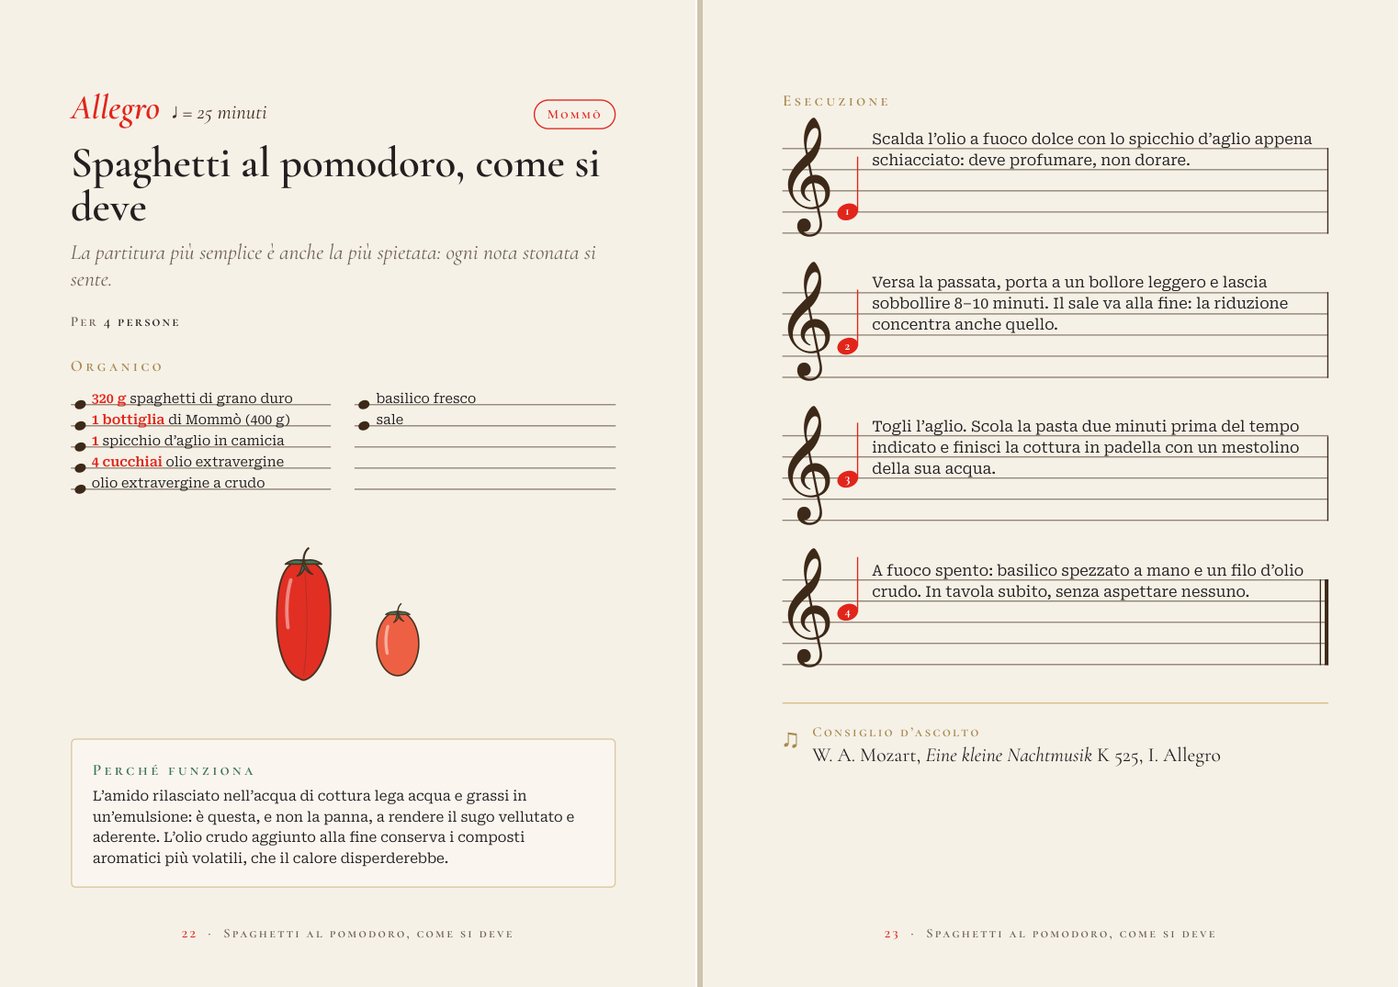 Allegro ♩ = 25 minuti
Mommò
Spaghetti al pomodoro, come si
deve
La partitura più semplice è anche la più spietata: ogni nota stonata si
sente.
Per 4 persone
Organico
320 g spaghetti di grano duro
1 bottiglia di Mommò (400 g)
1 spicchio d’aglio in camicia
4 cucchiai olio extravergine
olio extravergine a crudo
basilico fresco
sale
Perché funziona
L’amido rilasciato nell’acqua di cottura lega acqua e grassi in
un’emulsione: è questa, e non la panna, a rendere il sugo vellutato e
aderente. L’olio crudo aggiunto alla fine conserva i composti
aromatici più volatili, che il calore disperderebbe.
22 · Spaghetti al pomodoro, come si deve
Esecuzione
Scalda l’olio a fuoco dolce con lo spicchio d’aglio appena
schiacciato: deve profumare, non dorare.
1
Versa la passata, porta a un bollore leggero e lascia
sobbollire 8–10 minuti. Il sale va alla fine: la riduzione
concentra anche quello.
2
Togli l’aglio. Scola la pasta due minuti prima del tempo
indicato e finisci la cottura in padella con un mestolino
della sua acqua.
3
A fuoco spento: basilico spezzato a mano e un filo d’olio
crudo. In tavola subito, senza aspettare nessuno.
4
Consiglio d’ascolto
W. A. Mozart, Eine kleine Nachtmusik K 525, I. Allegro
23 · Spaghetti al pomodoro, come si deve